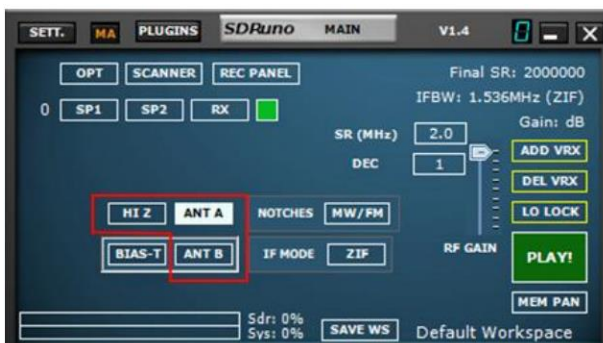 SETT. MA PLUGINS SDRuno MAIN V1.4
OPT SCANNER REC PANEL Final SR: 2000000
IFBW: 1.536MHz (ZIF)
0 SP1 SP2 RX Gain: dB
SR (MHz) 2.0 ADD VRX
DEC 1 DEL VRX
HI Z ANT A NOTCHES MW/FM LO LOCK
BIAS-T ANT B IF MODE ZIF RF GAIN PLAY!
MEM PAN
Sdr: 0%
Sys: 0% SAVE WS Default Workspace